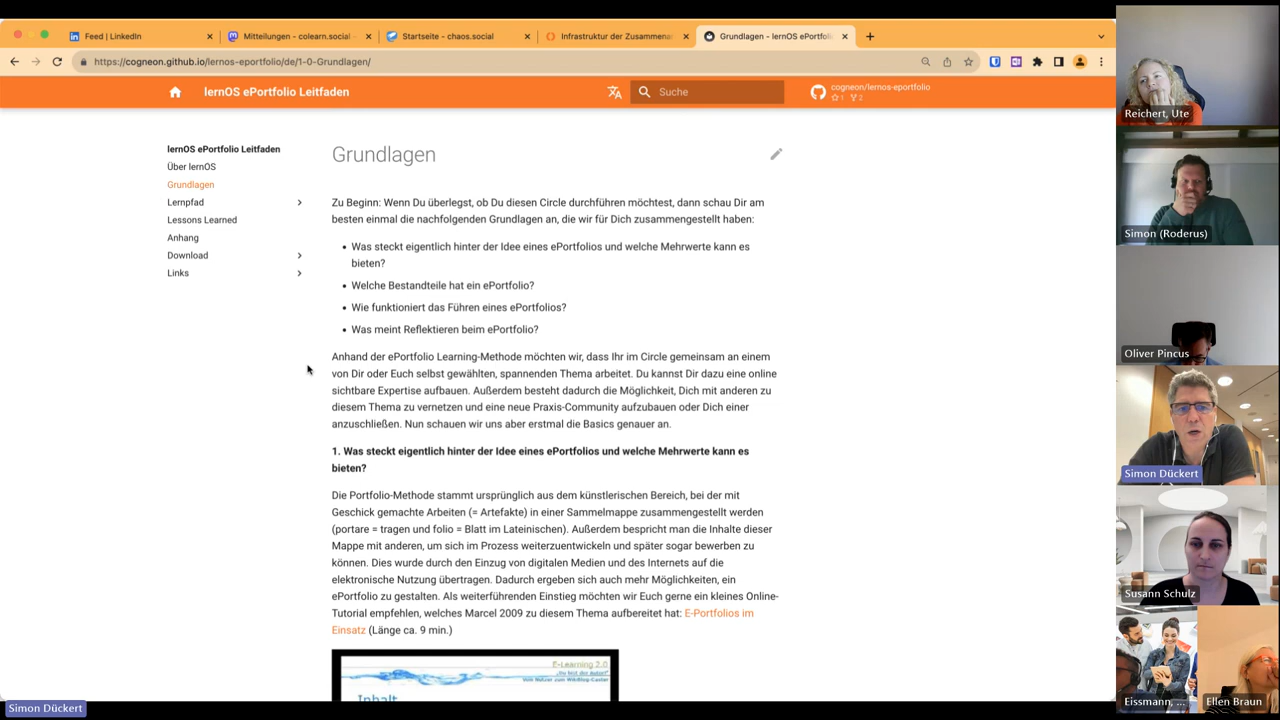 Feed | LinkedIn
Mitteilungen - colearn.social -
Startseite - chaos.social
Infrastruktur der Zusammena
Grundlagen - lernOS ePortfoli
https://cogneon.github.io/lernos-eportfolio/de/1-0-Grundlagen/
lernOS ePortfolio Leitfaden
Suche
cogneon/lernos-eportfolio
1 2
lernOS ePortfolio Leitfaden
Über lernOS
Grundlagen
Lernpfad
Lessons Learned
Anhang
Download
Links
Grundlagen
Zu Beginn: Wenn Du überlegst, ob Du diesen Circle durchführen möchtest, dann schau Dir am
besten einmal die nachfolgenden Grundlagen an, die wir für Dich zusammengestellt haben:
• Was steckt eigentlich hinter der Idee eines ePortfolios und welche Mehrwerte kann es
bieten?
• Welche Bestandteile hat ein ePortfolio?
• Wie funktioniert das Führen eines ePortfolios?
• Was meint Reflektieren beim ePortfolio?
Anhand der ePortfolio Learning-Methode möchten wir, dass Ihr im Circle gemeinsam an einem
von Dir oder Euch selbst gewählten, spannenden Thema arbeitet. Du kannst Dir dazu eine online
sichtbare Expertise aufbauen. Außerdem besteht dadurch die Möglichkeit, Dich mit anderen zu
diesem Thema zu vernetzen und eine neue Praxis-Community aufzubauen oder Dich einer
anzuschließen. Nun schauen wir uns aber erstmal die Basics genauer an.
1. Was steckt eigentlich hinter der Idee eines ePortfolios und welche Mehrwerte kann es
bieten?
Die Portfolio-Methode stammt ursprünglich aus dem künstlerischen Bereich, bei der mit
Geschick gemachte Arbeiten (= Artefakte) in einer Sammelmappe zusammengestellt werden
(portare = tragen und folio = Blatt im Lateinischen). Außerdem bespricht man die Inhalte dieser
Mappe mit anderen, um sich im Prozess weiterzuentwickeln und später sogar bewerben zu
können. Dies wurde durch den Einzug von digitalen Medien und des Internets auf die
elektronische Nutzung übertragen. Dadurch ergeben sich auch mehr Möglichkeiten, ein
ePortfolio zu gestalten. Als weiterführenden Einstieg möchten wir Euch gerne ein kleines Online-
Tutorial empfehlen, welches Marcel 2009 zu diesem Thema aufbereitet hat: E-Portfolios im
Einsatz (Länge ca. 9 min.)
E-Learning 2.0
Vom Nutzer zum WikiBlog-Caster
Inhalt
Reichert, Ute
Simon (Roderus)
Oliver Pincus
Simon Dückert
Susann Schulz
Eissmann, ...
Ellen Braun
Simon Dückert